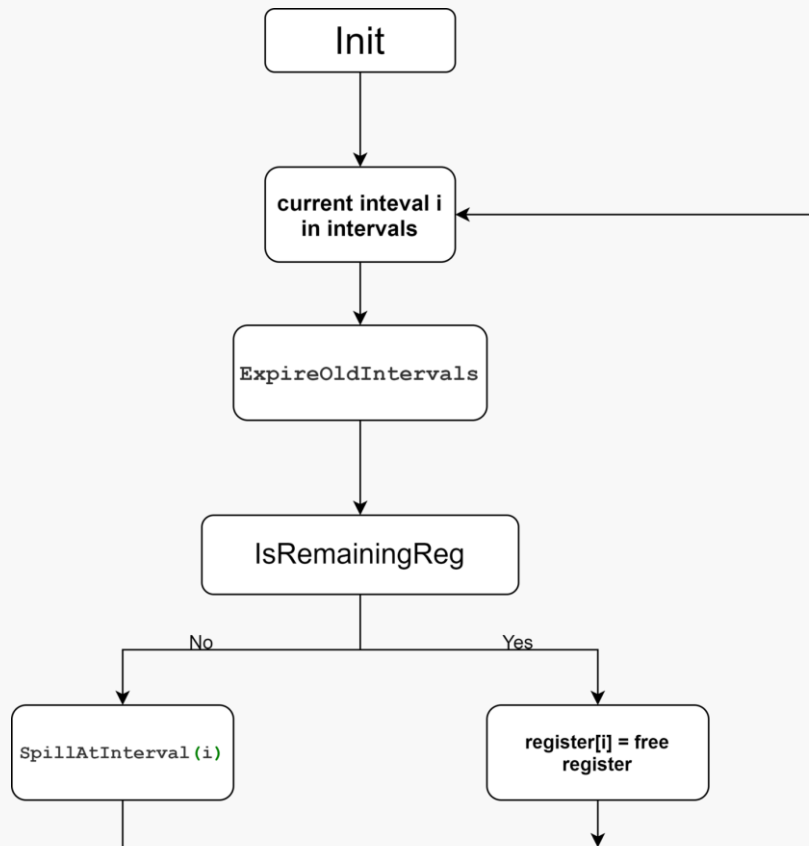 Init
current inteval i
in intervals
ExpireOldIntervals
IsRemainingReg
No
Yes
SpillAtInterval(i)
register[i] = free
register